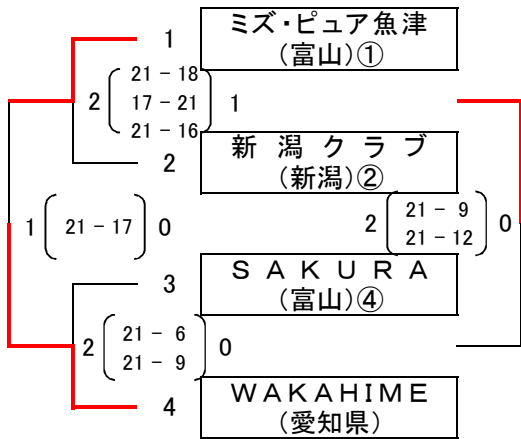 1 ミズ・ピュア魚津
(富山)①
2 21 - 18
17 - 21
21 - 16 1
2 新潟クラブ
(新潟)②
1 21 - 17 0
2 21 - 9
21 - 12 0
3 SAKURA
(富山)④
2 21 - 6
21 - 9 0
4 WAKAHIME
(愛知県)